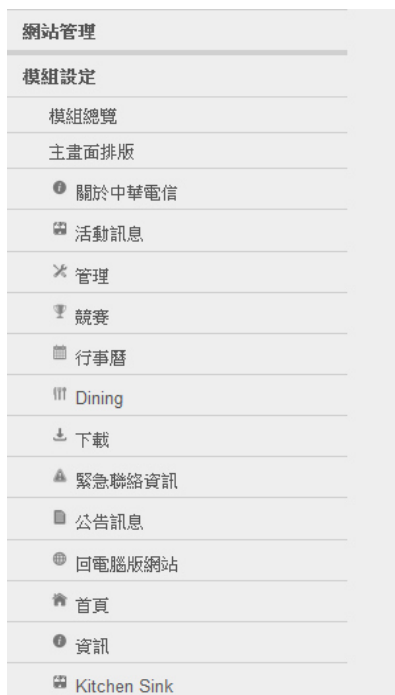 網站管理
模組設定
模組總覽
主畫面排版
關於中華電信
活動訊息
管理
競賽
行事曆
Dining
下載
緊急聯絡資訊
公告訊息
回電腦版網站
首頁
資訊
Kitchen Sink